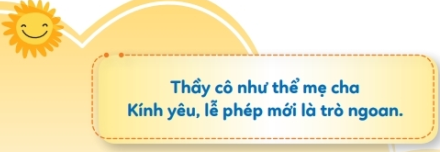 Thầy cô như thể mẹ cha
Kính yêu, lễ phép mới là trò ngoan.